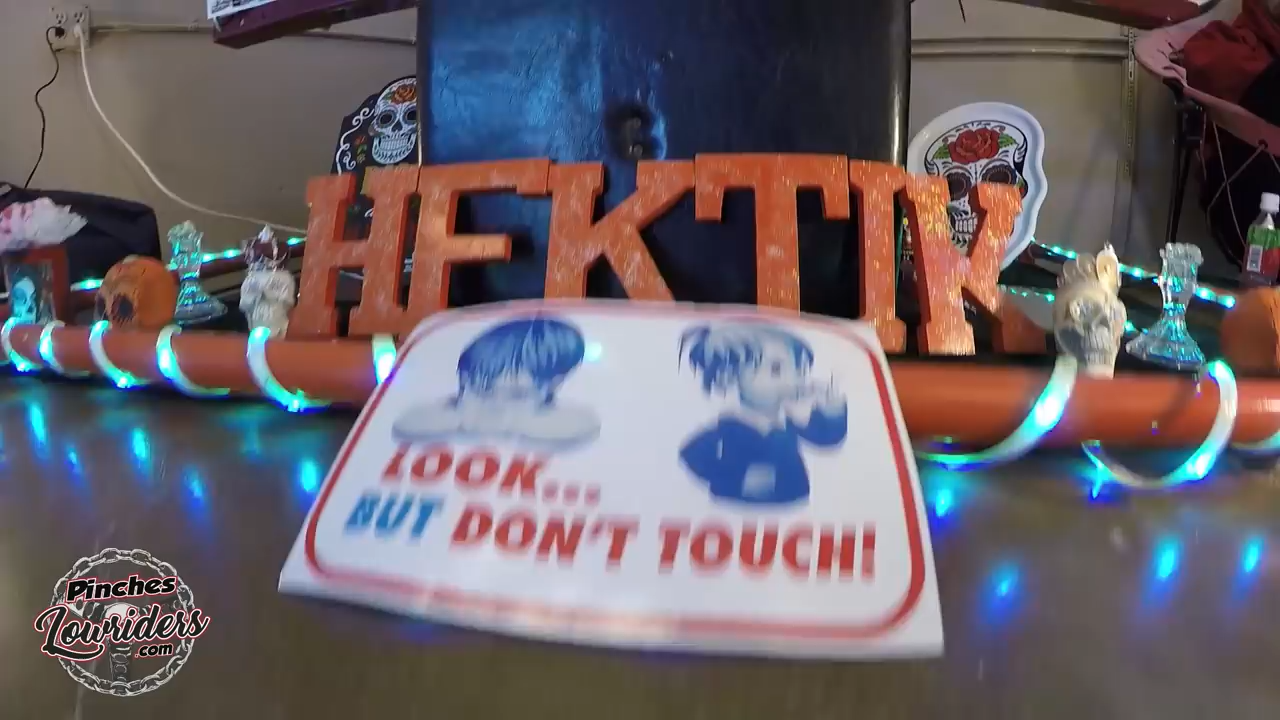 HEKTIK
LOOK...
BUT DON'T TOUCH!
Pinches
Lowriders
.com